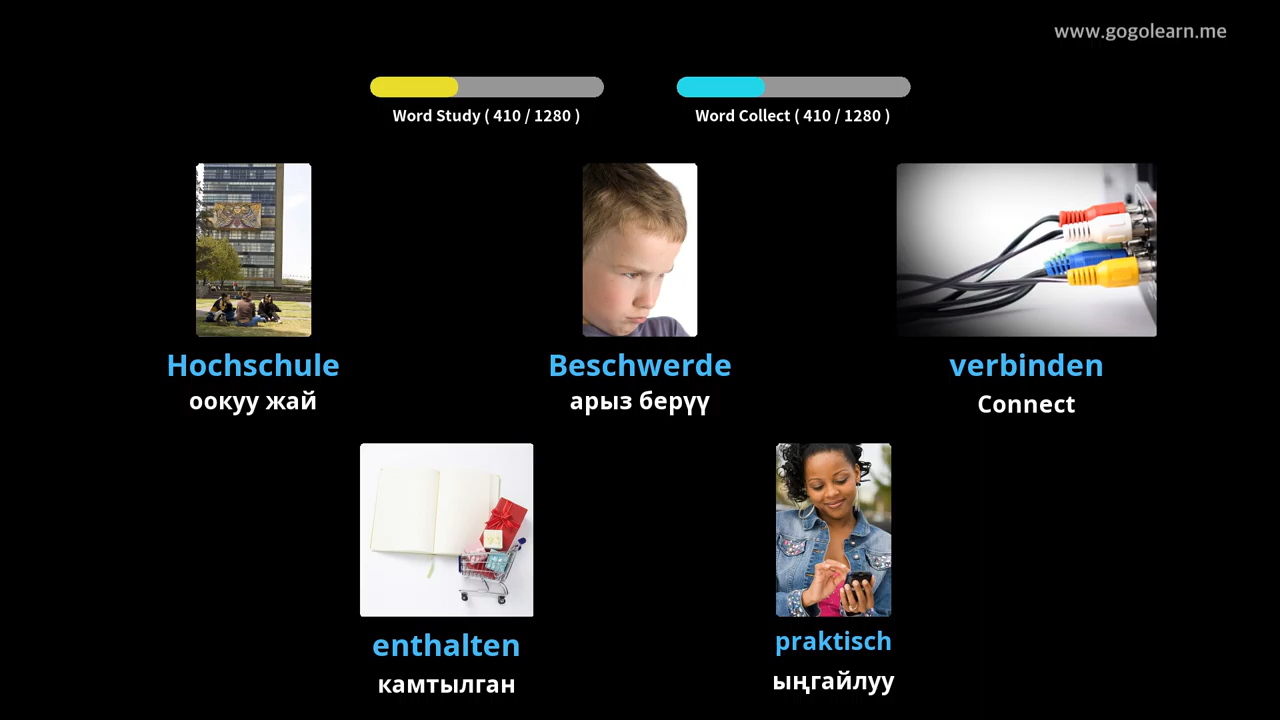 www.gogolearn.me
Word Study ( 410 / 1280 )
Word Collect ( 410 / 1280 )
Hochschule
оокуу жай
Beschwerde
арыз берүү
verbinden
Connect
enthalten
камтылган
praktisch
ыңгайлуу